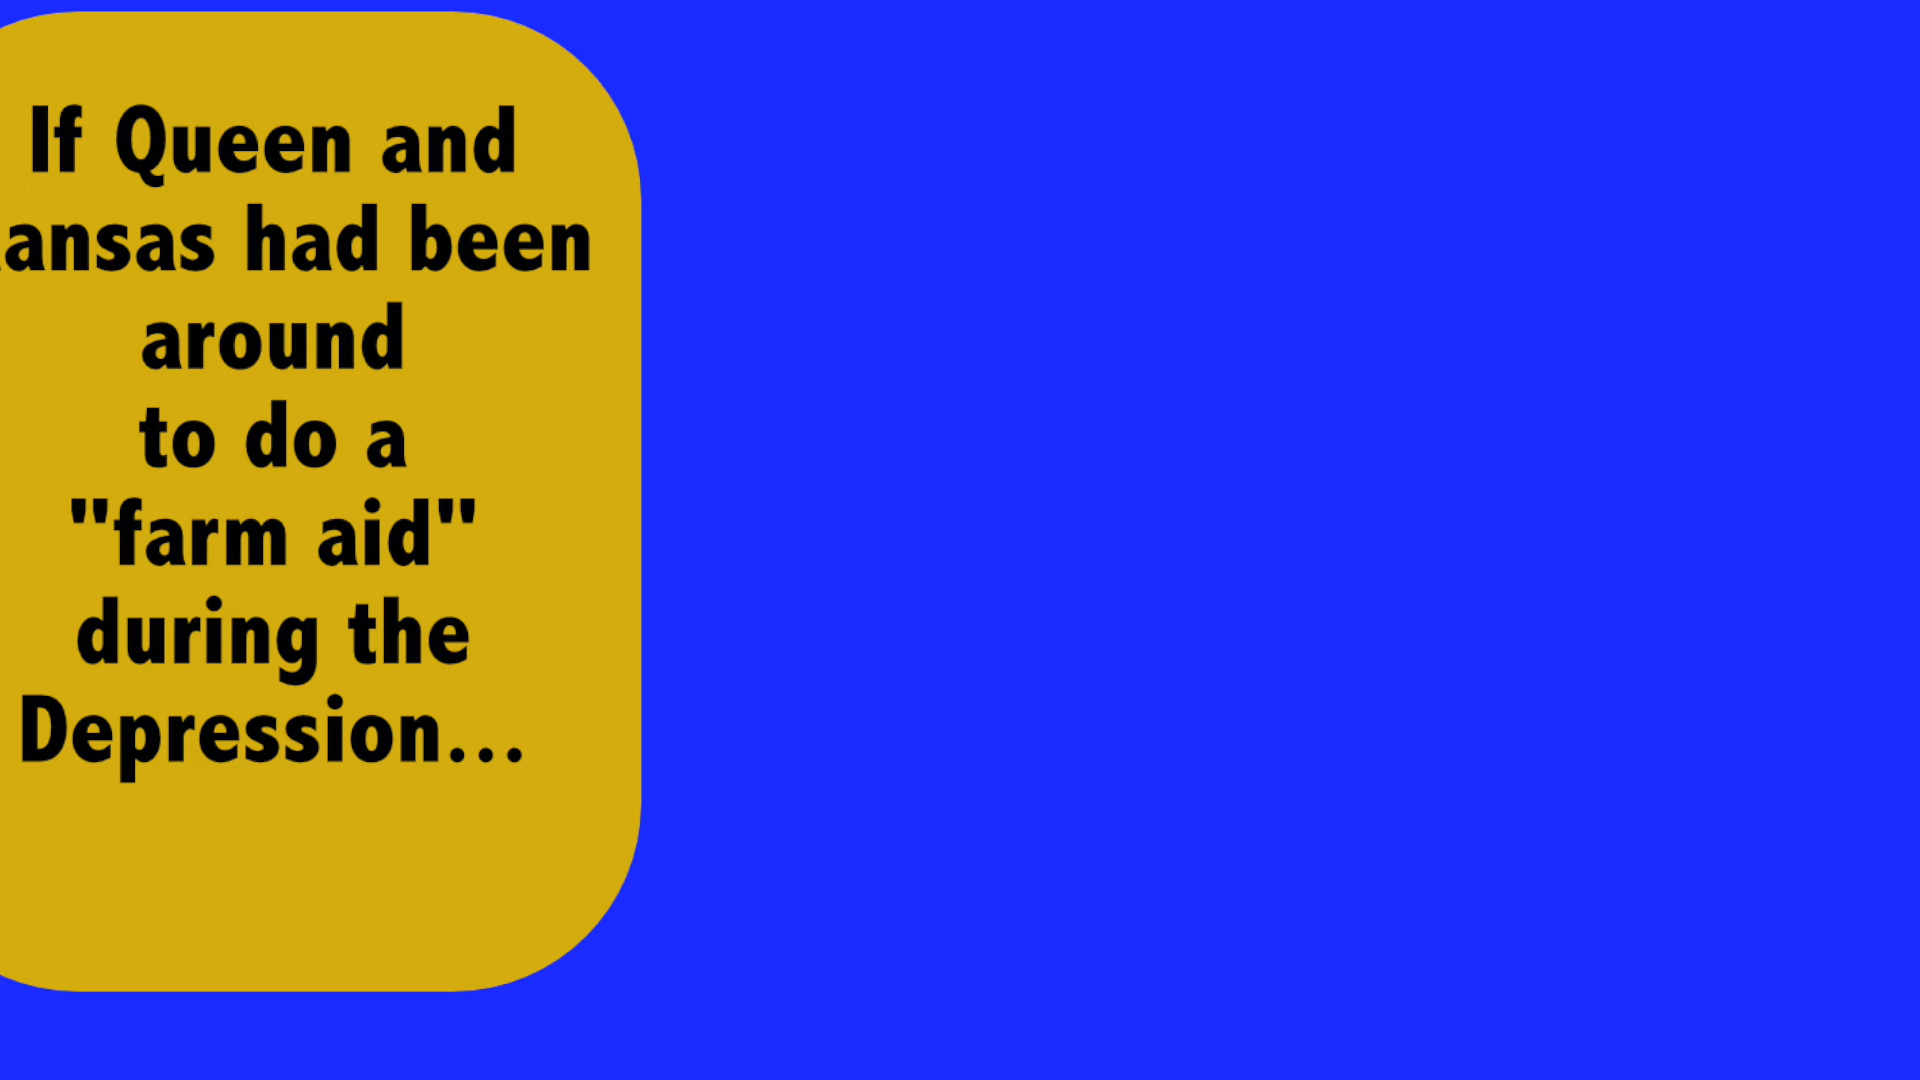 If Queen and
ansas had been
around
to do a
"farm aid"
during the
Depression...